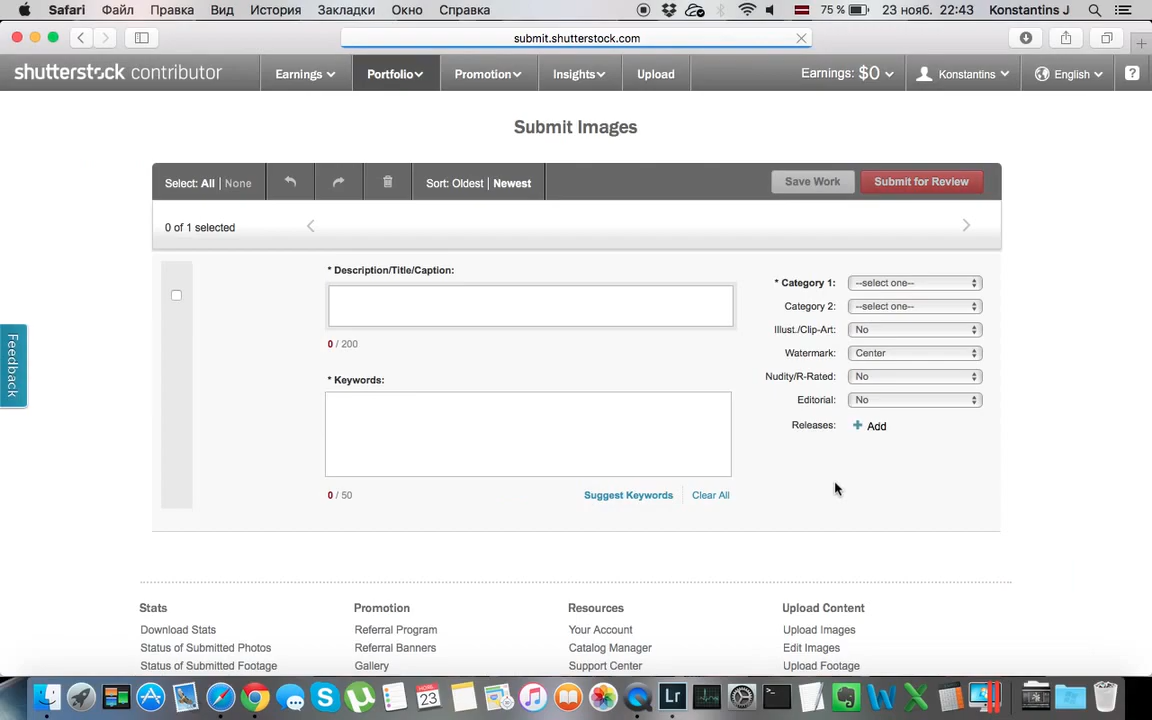 Safari Файл Правка Вид История Закладки Окно Справка 75 % 23 нояб. 22:43 Konstantins J
submit.shutterstock.com
shutterstock contributor Earnings Portfolio Promotion Insights Upload Earnings: $0 Konstantins English ?
Submit Images
Select: All | None Sort: Oldest | Newest Save Work Submit for Review
0 of 1 selected
* Description/Title/Caption:
0 / 200
* Keywords:
0 / 50 Suggest Keywords Clear All
* Category 1: --select one--
Category 2: --select one--
Illust./Clip-Art: No
Watermark: Center
Nudity/R-Rated: No
Editorial: No
Releases: + Add
Feedback
Stats Promotion Resources Upload Content
Download Stats Referral Program Your Account Upload Images
Status of Submitted Photos Referral Banners Catalog Manager Edit Images
Status of Submitted Footage Gallery Support Center Upload Footage
НОЯБ.
23
Lr